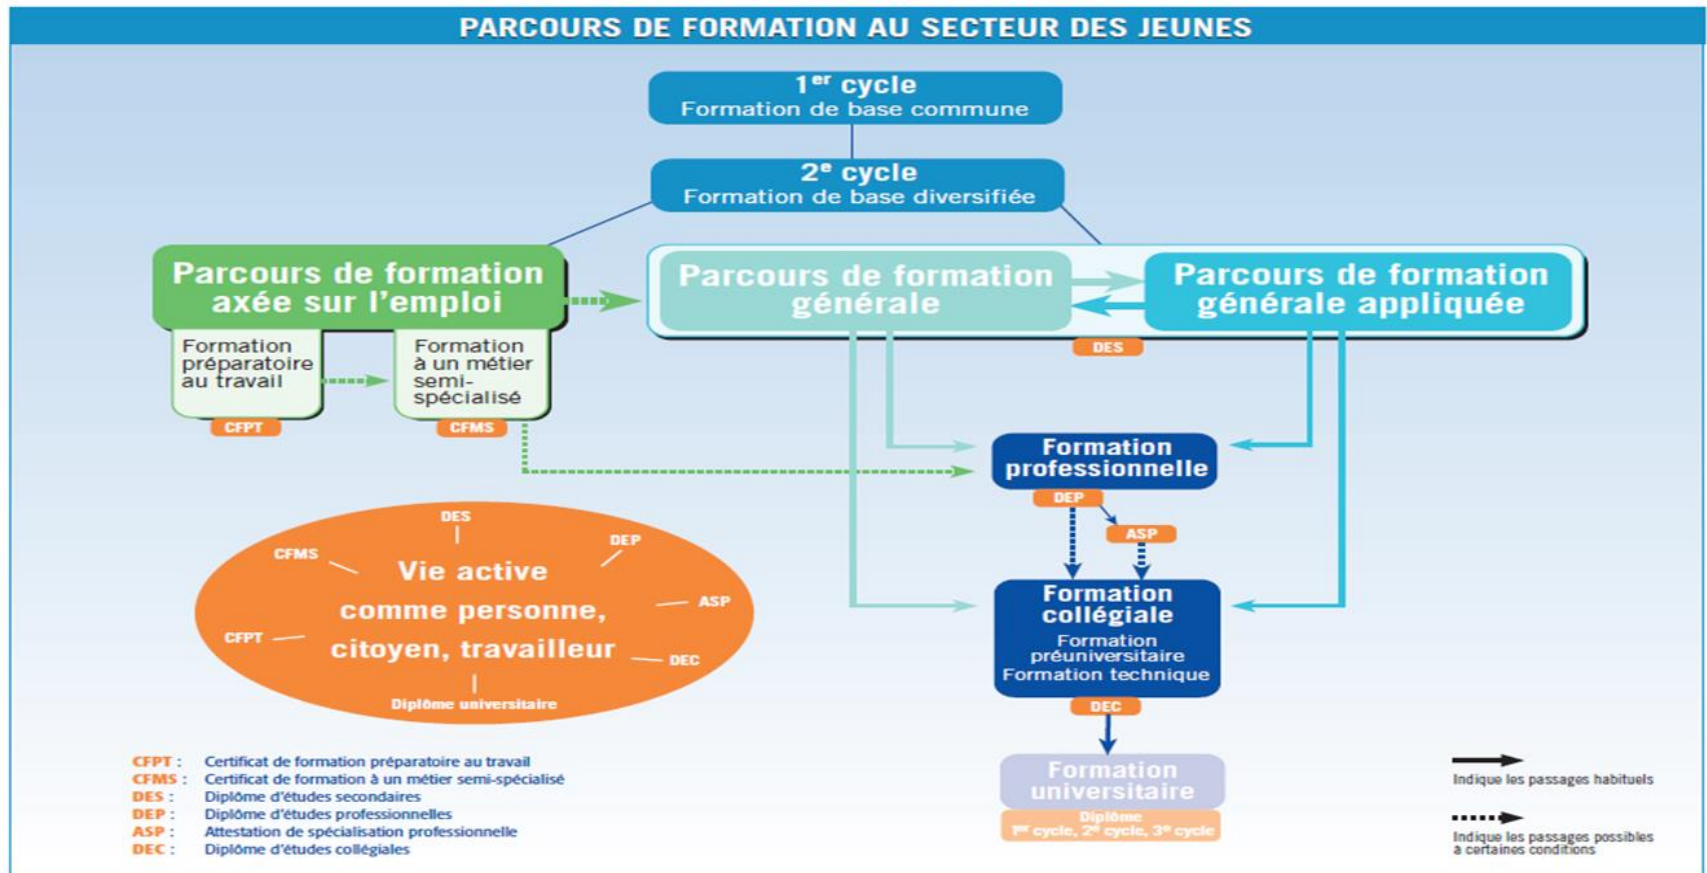 PARCOURS DE FORMATION AU SECTEUR DES JEUNES
1er cycle
Formation de base commune
2e cycle
Formation de base diversifiée
Parcours de formation
axée sur l'emploi
Parcours de formation
générale
Parcours de formation
générale appliquée
DES
Formation
préparatoire
au travail
CFPT
Formation
à un métier
semi-
spécialisé
CFMS
Formation
professionnelle
DEP
ASP
Formation
collégiale
Formation
préuniversitaire
Formation technique
DEC
Formation
universitaire
Diplôme
1er cycle, 2e cycle, 3e cycle
DES
CFMS
DEP
Vie active
comme personne,
citoyen, travailleur
ASP
CFPT
DEC
Diplôme universitaire
CFPT : Certificat de formation préparatoire au travail
CFMS : Certificat de formation à un métier semi-spécialisé
DES : Diplôme d'études secondaires
DEP : Diplôme d'études professionnelles
ASP : Attestation de spécialisation professionnelle
DEC : Diplôme d'études collégiales
Indique les passages habituels
Indique les passages possibles
à certaines conditions